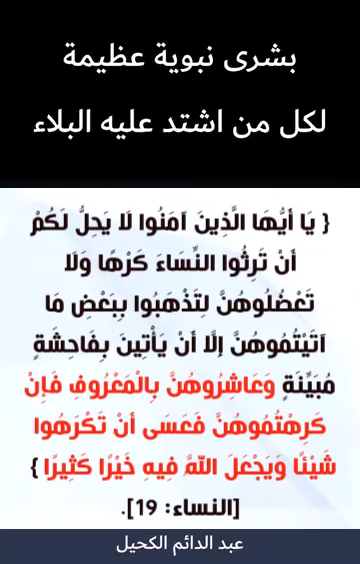 بشرى نبوية عظيمة
لكل من اشتد عليه البلاء
{ يَا أَيُّهَا الَّذِينَ آمَنُوا لَا يَحِلُّ لَكُمْ
أَنْ تَرِثُوا النِّسَاءَ كَرْهًا وَلَا
تَعْضُلُوهُنَّ لِتَذْهَبُوا بِبَعْضِ مَا
آتَيْتُمُوهُنَّ إِلَّا أَنْ يَأْتِينَ بِفَاحِشَةٍ
مُبَيِّنَةٍ وَعَاشِرُوهُنَّ بِالْمَعْرُوفِ فَإِنْ
كَرِهْتُمُوهُنَّ فَعَسَى أَنْ تَكْرَهُوا
شَيْئًا وَيَجْعَلَ اللَّهُ فِيهِ خَيْرًا كَثِيرًا }
[النساء: 19].
عبد الدائم الكحيل